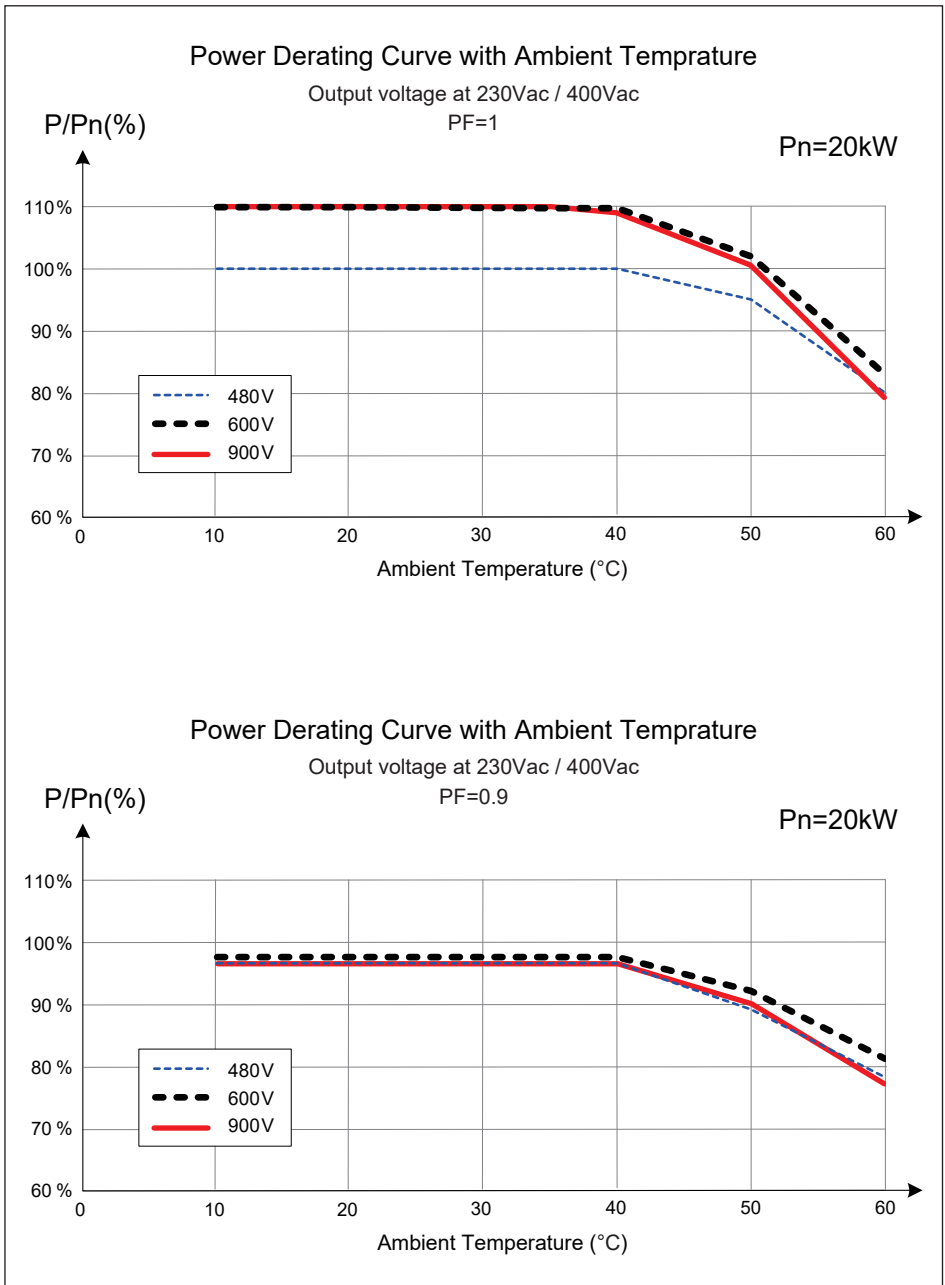 Power Derating Curve with Ambient Temprature
Output voltage at 230Vac / 400Vac
P/Pn(%)
PF=1
Pn=20kW
110%
100%
90 %
80 %
70 %
60 %
480V
600V
900V
0 10 20 30 40 50 60
Ambient Temperature (°C)
Power Derating Curve with Ambient Temprature
Output voltage at 230Vac / 400Vac
P/Pn(%)
PF=0.9
Pn=20kW
110%
100%
90 %
80 %
70 %
60 %
480V
600V
900V
0 10 20 30 40 50 60
Ambient Temperature (°C)